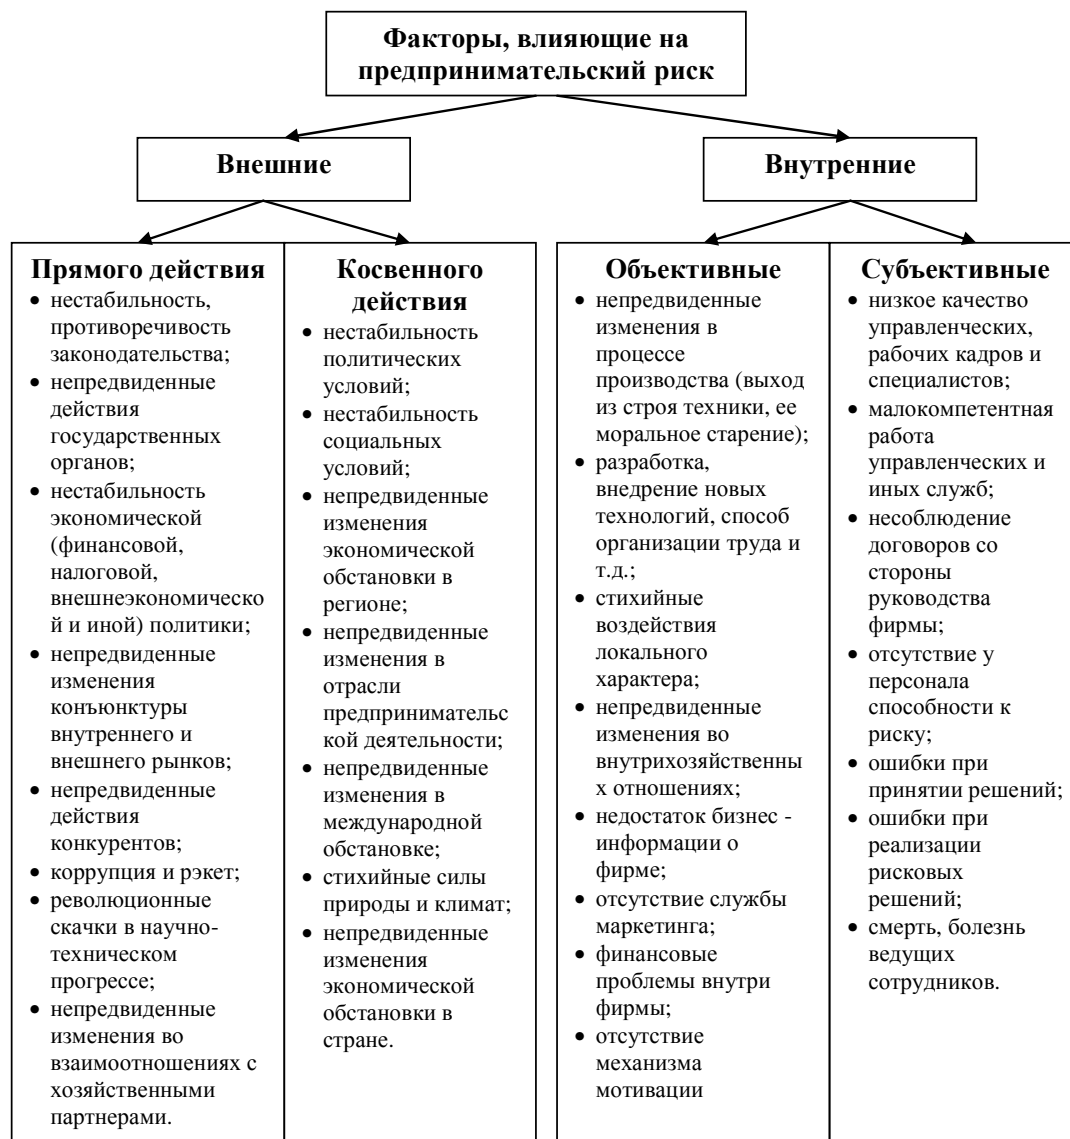 Факторы, влияющие на
предпринимательский риск
Внешние
Внутренние
Прямого действия
• нестабильность,
противоречивость
законодательства;
• непредвиденные
действия
государственных
органов;
• нестабильность
экономической
(финансовой,
налоговой,
внешнеэкономическо
й и иной) политики;
• непредвиденные
изменения
конъюнктуры
внутреннего и
внешнего рынков;
• непредвиденные
действия
конкурентов;
• коррупция и рэкет;
• революционные
скачки в научно-
техническом
прогрессе;
• непредвиденные
изменения во
взаимоотношениях с
хозяйственными
партнерами.
Косвенного
действия
• нестабильность
политических
условий;
• нестабильность
социальных
условий;
• непредвиденные
изменения
экономической
обстановки в
регионе;
• непредвиденные
изменения в
отрасли
предпринимательс
кой деятельности;
• непредвиденные
изменения в
международной
обстановке;
• стихийные силы
природы и климат;
• непредвиденные
изменения
экономической
обстановки в
стране.
Объективные
• непредвиденные
изменения в
процессе
производства (выход
из строя техники, ее
моральное старение);
• разработка,
внедрение новых
технологий, способ
организации труда и
т.д.;
• стихийные
воздействия
локального
характера;
• непредвиденные
изменения во
внутрихозяйственны
х отношениях;
• недостаток бизнес -
информации о
фирме;
• отсутствие службы
маркетинга;
• финансовые
проблемы внутри
фирмы;
• отсутствие
механизма
мотивации
Субъективные
• низкое качество
управленческих,
рабочих кадров и
специалистов;
• малокомпетентная
работа
управленческих и
иных служб;
• несоблюдение
договоров со
стороны
руководства
фирмы;
• отсутствие у
персонала
способности к
риску;
• ошибки при
принятии решений;
• ошибки при
реализации
рисковых
решений;
• смерть, болезнь
ведущих
сотрудников.